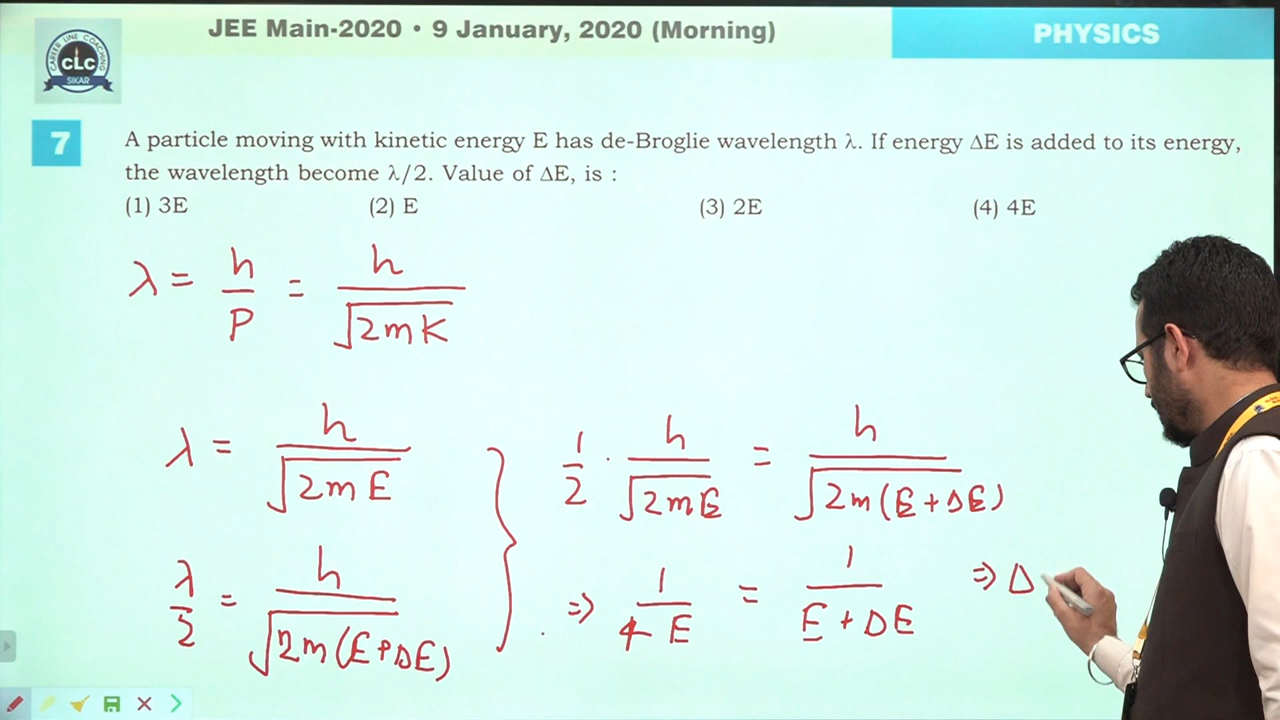 JEE Main-2020 • 9 January, 2020 (Morning)
PHYSICS
CAREER LINE COACHING
CLC
SIKAR
7
A particle moving with kinetic energy E has de-Broglie wavelength λ. If energy ΔE is added to its energy,
the wavelength become λ/2. Value of ΔE, is :
(1) 3E (2) E (3) 2E (4) 4E
λ = h/P = h/√2mK
λ = h/√2mE
λ/2 = h/√2m(E+ΔE)
1/2 · h/√2mE = h/√2m(E+ΔE)
⇒ 1/4E = 1/E+ΔE ⇒ Δ